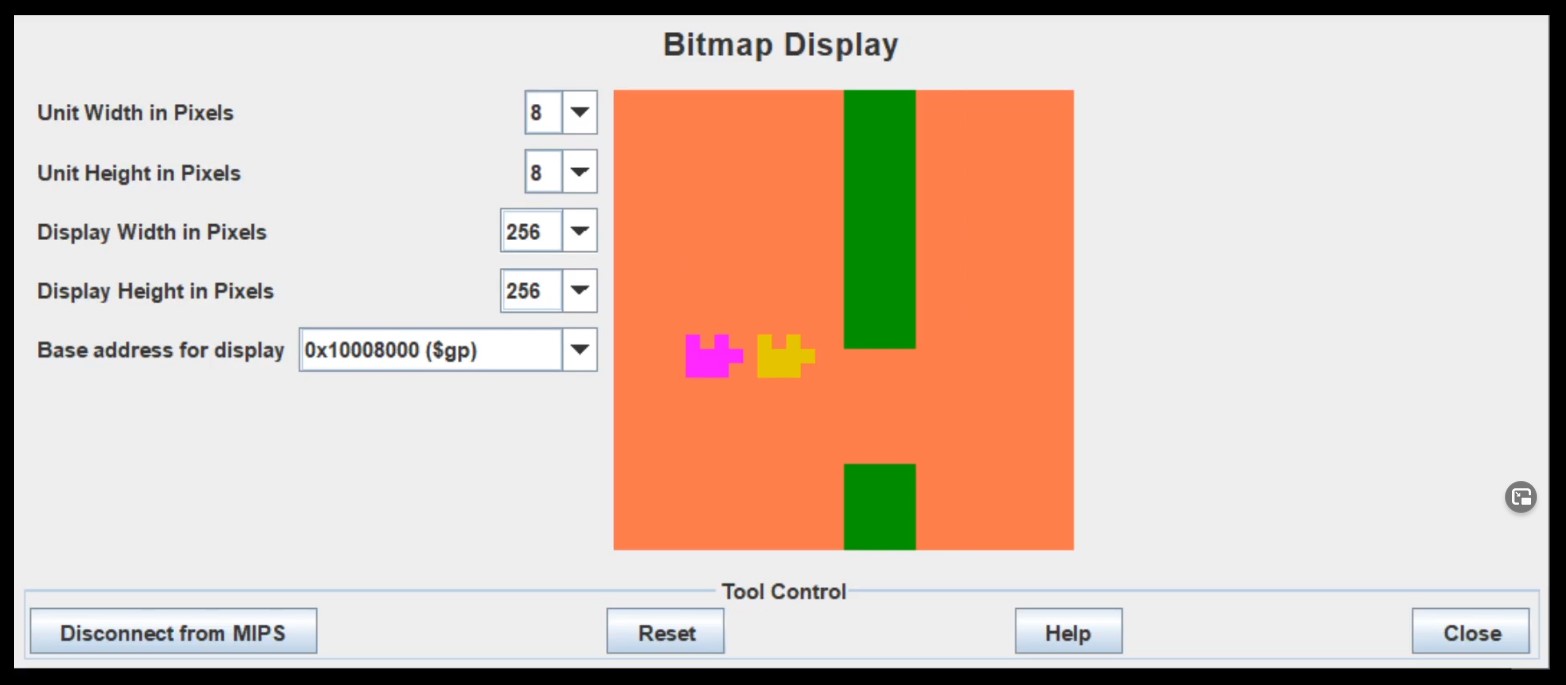 Bitmap Display
Unit Width in Pixels 8
Unit Height in Pixels 8
Display Width in Pixels 256
Display Height in Pixels 256
Base address for display 0x10008000 ($gp)
Tool Control
Disconnect from MIPS Reset Help Close